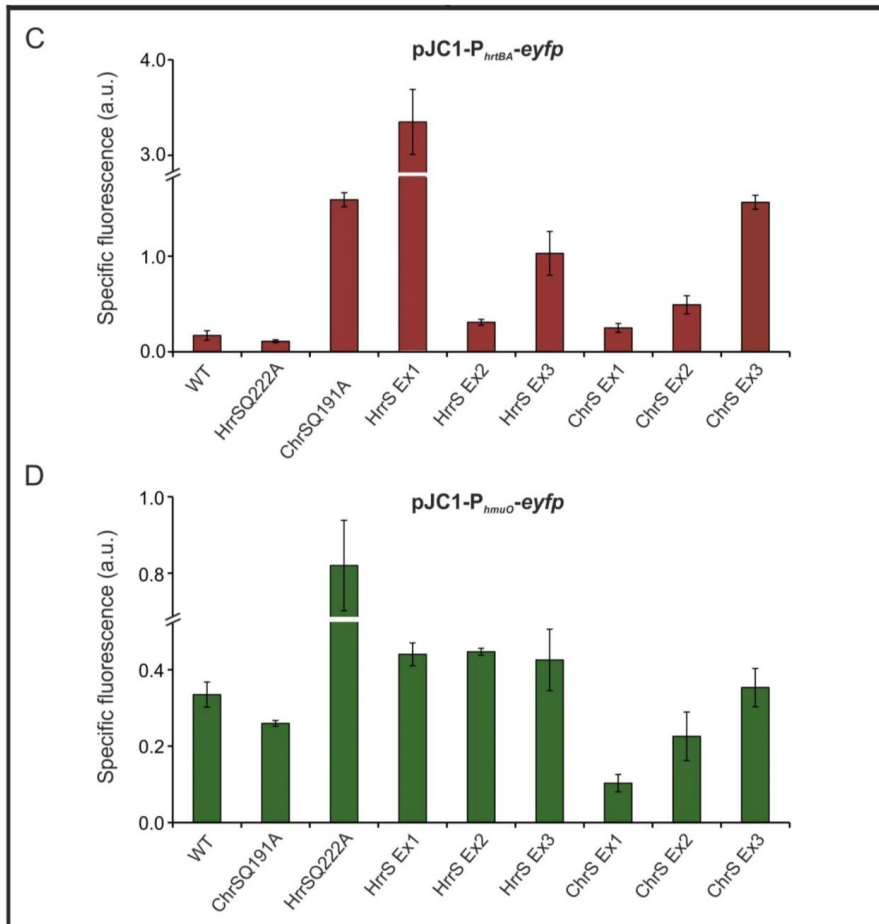 C
pJC1-PhrtBA-eyfp
Specific fluorescence (a.u.)
4.0
3.0
1.0
0.0
WT
HrrSQ222A
ChrSQ191A
HrrS Ex1
HrrS Ex2
HrrS Ex3
ChrS Ex1
ChrS Ex2
ChrS Ex3
D
pJC1-PhmuO-eyfp
Specific fluorescence (a.u.)
1.0
0.8
0.4
0.2
0.0
WT
ChrSQ191A
HrrSQ222A
HrrS Ex1
HrrS Ex2
HrrS Ex3
ChrS Ex1
ChrS Ex2
ChrS Ex3